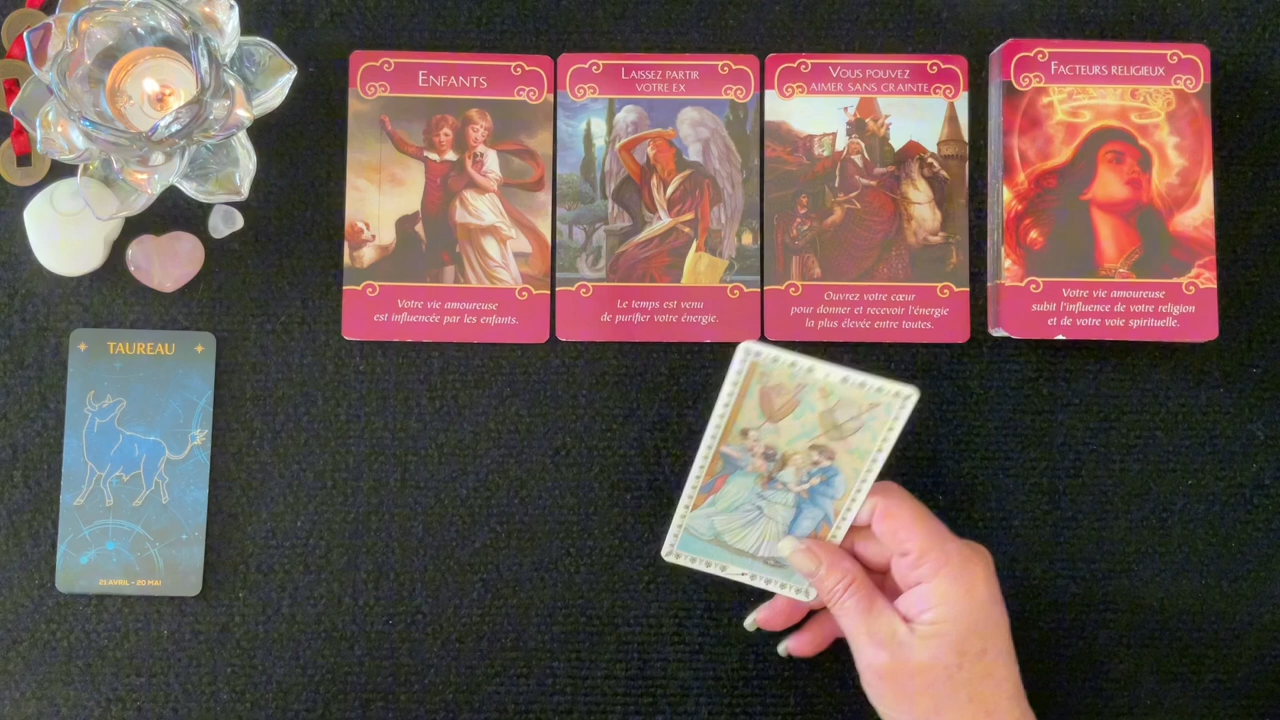 ENFANTS
Votre vie amoureuse
est influencée par les enfants.
LAISSEZ PARTIR
VOTRE EX
Le temps est venu
de purifier votre énergie.
VOUS POUVEZ
AIMER SANS CRAINTE
Ouvrez votre cœur
pour donner et recevoir l'énergie
la plus élevée entre toutes.
FACTEURS RELIGIEUX
Votre vie amoureuse
subit l'influence de votre religion
et de votre voie spirituelle.
TAUREAU
21 AVRIL - 20 MAI